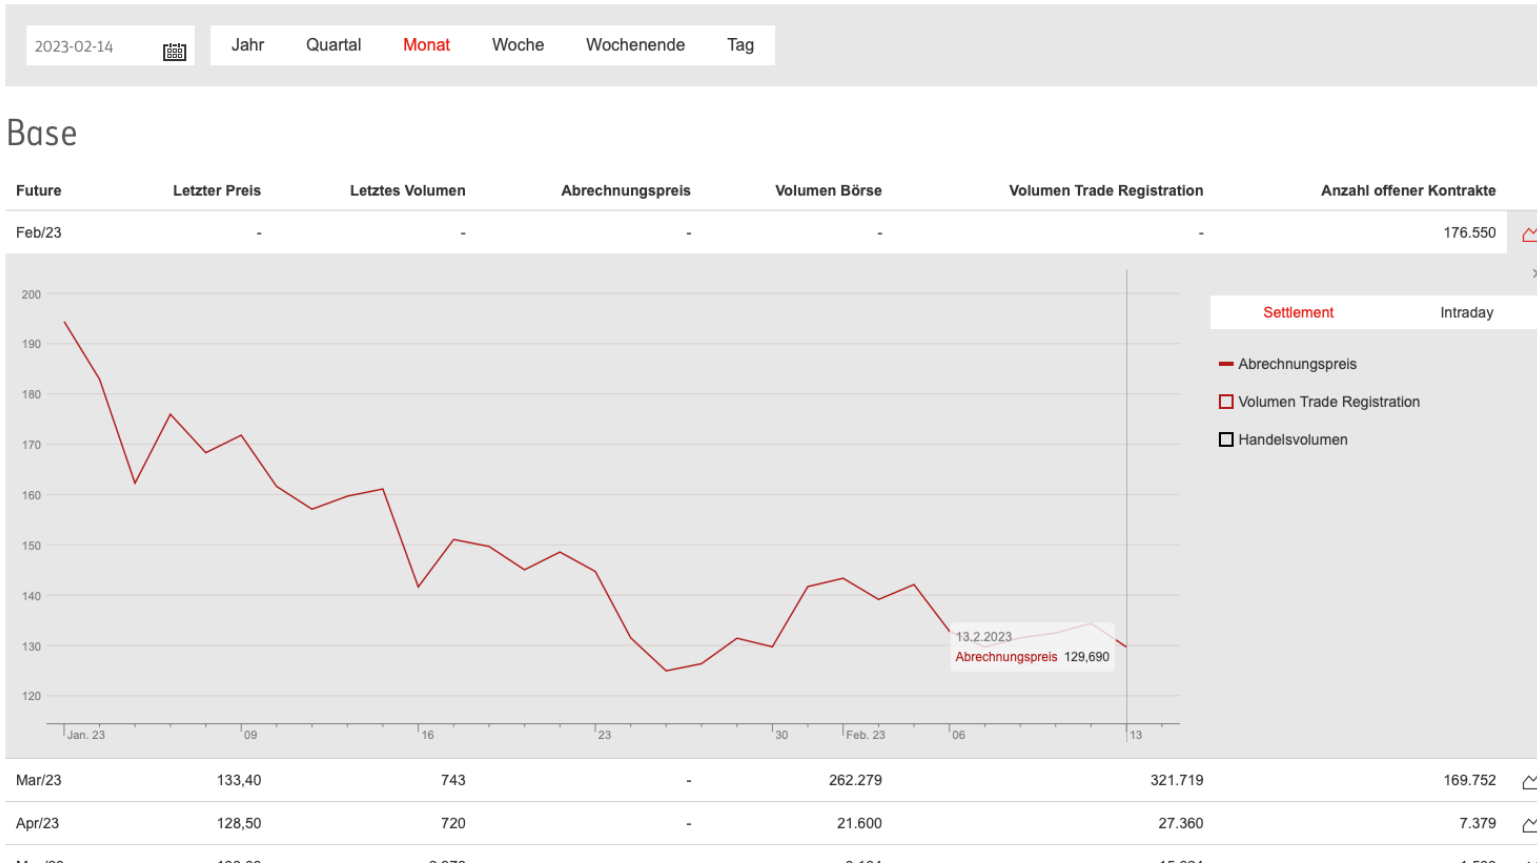 2023-02-14 Jahr Quartal Monat Woche Wochenende Tag
Base
Future Letzter Preis Letztes Volumen Abrechnungspreis Volumen Börse Volumen Trade Registration Anzahl offener Kontrakte
Feb/23 - - - - - 176.550
200
190
180
170
160
150
140
130
120
Jan. 23 09 16 23 30 Feb. 23 06 13
13.2.2023
Abrechnungspreis 129,690
Settlement Intraday
Abrechnungspreis
Volumen Trade Registration
Handelsvolumen
Mar/23 133,40 743 - 262.279 321.719 169.752
Apr/23 128,50 720 - 21.600 27.360 7.379